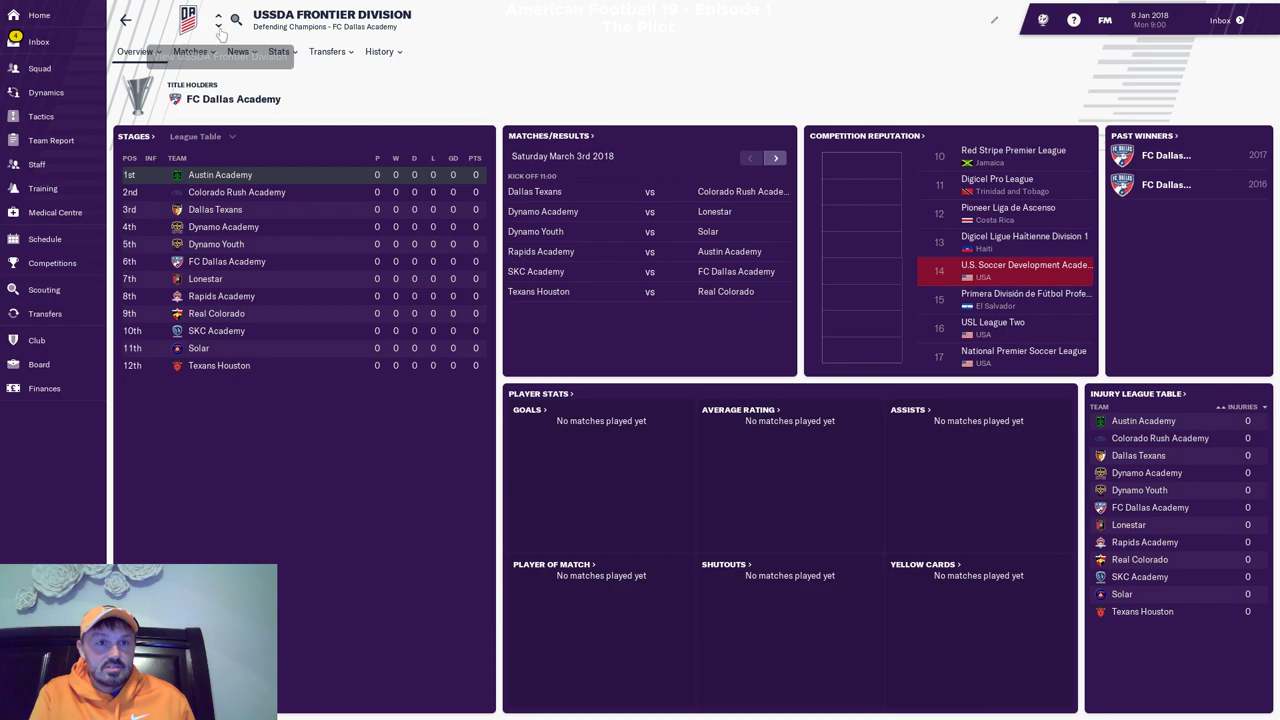 American Football 19 - Episode 1
The Pilot
Home
4
Inbox
Squad
Dynamics
Tactics
Team Report
Staff
Training
Medical Centre
Schedule
Competitions
Scouting
Transfers
Club
Board
Finances
USSDA FRONTIER DIVISION
Defending Champions - FC Dallas Academy
FM
8 Jan 2018
Mon 9:00
Inbox
Overview Matches News Stats Transfers History
USSDA Frontier Division
TITLE HOLDERS
FC Dallas Academy
STAGES > League Table
POS INF TEAM P W D L GD PTS
1st Austin Academy 0 0 0 0 0 0
2nd Colorado Rush Academy 0 0 0 0 0 0
3rd Dallas Texans 0 0 0 0 0 0
4th Dynamo Academy 0 0 0 0 0 0
5th Dynamo Youth 0 0 0 0 0 0
6th FC Dallas Academy 0 0 0 0 0 0
7th Lonestar 0 0 0 0 0 0
8th Rapids Academy 0 0 0 0 0 0
9th Real Colorado 0 0 0 0 0 0
10th SKC Academy 0 0 0 0 0 0
11th Solar 0 0 0 0 0 0
12th Texans Houston 0 0 0 0 0 0
MATCHES/RESULTS >
Saturday March 3rd 2018
KICK OFF 11:00
Dallas Texans vs Colorado Rush Acade...
Dynamo Academy vs Lonestar
Dynamo Youth vs Solar
Rapids Academy vs Austin Academy
SKC Academy vs FC Dallas Academy
Texans Houston vs Real Colorado
COMPETITION REPUTATION >
10 Red Stripe Premier League
Jamaica
11 Digicel Pro League
Trinidad and Tobago
12 Pioneer Liga de Ascenso
Costa Rica
13 Digicel Ligue Haïtienne Division 1
Haiti
14 U.S. Soccer Development Acade...
USA
15 Primera División de Fútbol Profe...
El Salvador
16 USL League Two
USA
17 National Premier Soccer League
USA
PAST WINNERS >
FC Dallas... 2017
FC Dallas... 2016
PLAYER STATS >
GOALS >
No matches played yet
AVERAGE RATING >
No matches played yet
ASSISTS >
No matches played yet
PLAYER OF MATCH >
No matches played yet
SHUTOUTS >
No matches played yet
YELLOW CARDS >
No matches played yet
INJURY LEAGUE TABLE >
TEAM INJURIES
Austin Academy 0
Colorado Rush Academy 0
Dallas Texans 0
Dynamo Academy 0
Dynamo Youth 0
FC Dallas Academy 0
Lonestar 0
Rapids Academy 0
Real Colorado 0
SKC Academy 0
Solar 0
Texans Houston 0